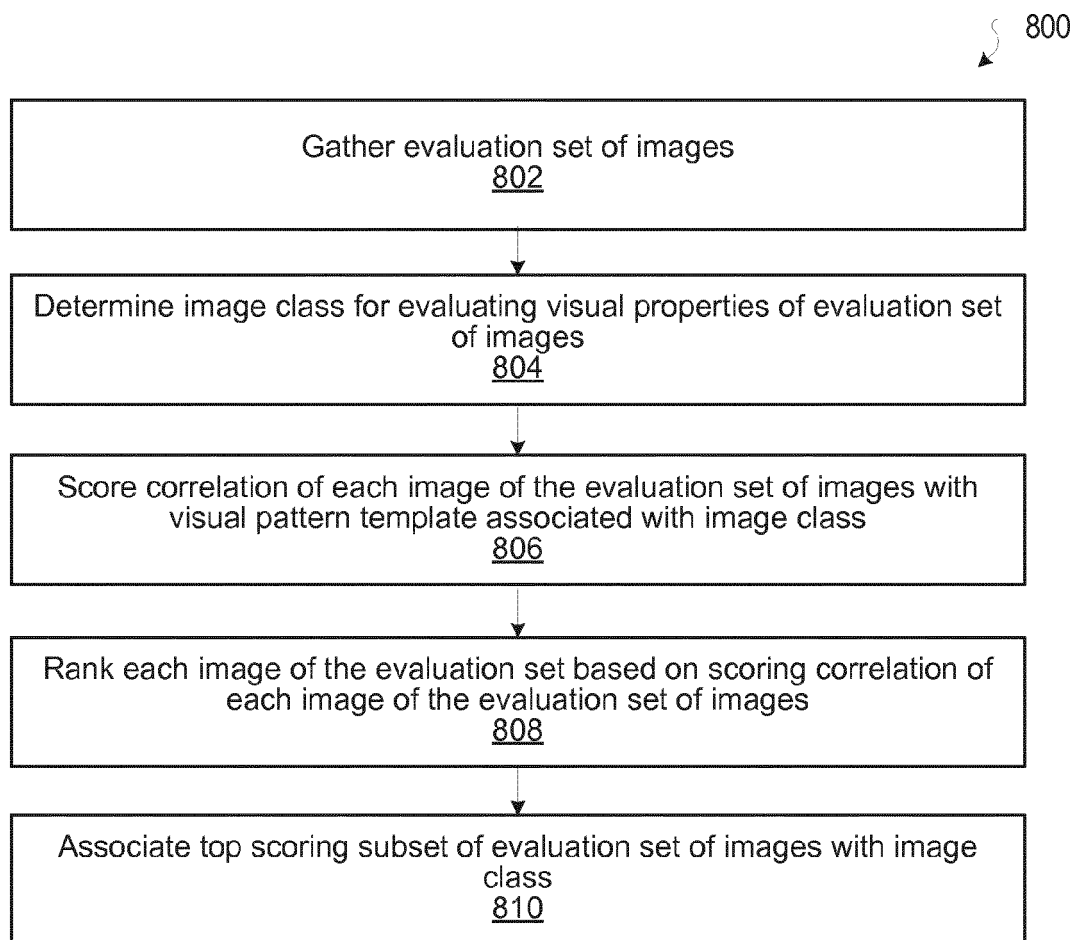 800
Gather evaluation set of images
802
Determine image class for evaluating visual properties of evaluation set
of images
804
Score correlation of each image of the evaluation set of images with
visual pattern template associated with image class
806
Rank each image of the evaluation set based on scoring correlation of
each image of the evaluation set of images
808
Associate top scoring subset of evaluation set of images with image
class
810